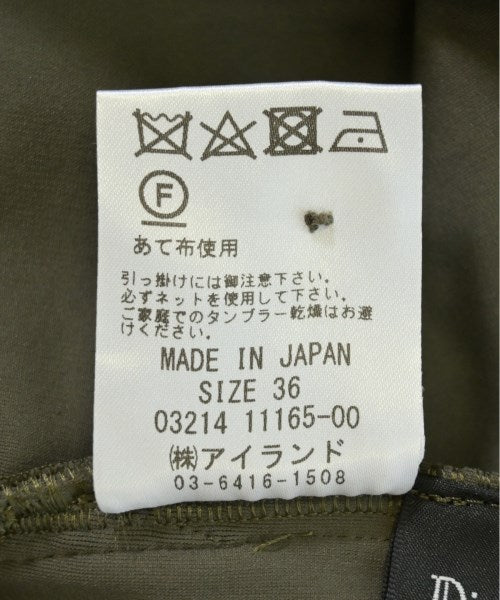 F
あて布使用
引っ掛けには御注意下さい。
必ずネットを使用して下さい。
ご家庭でのタンブラー乾燥はお避
けください。
MADE IN JAPAN
SIZE 36
03214 11165-00
㈱アイランド
03-6416-1508